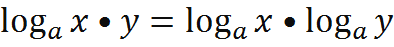 logₐ x • y = logₐ x • logₐ y